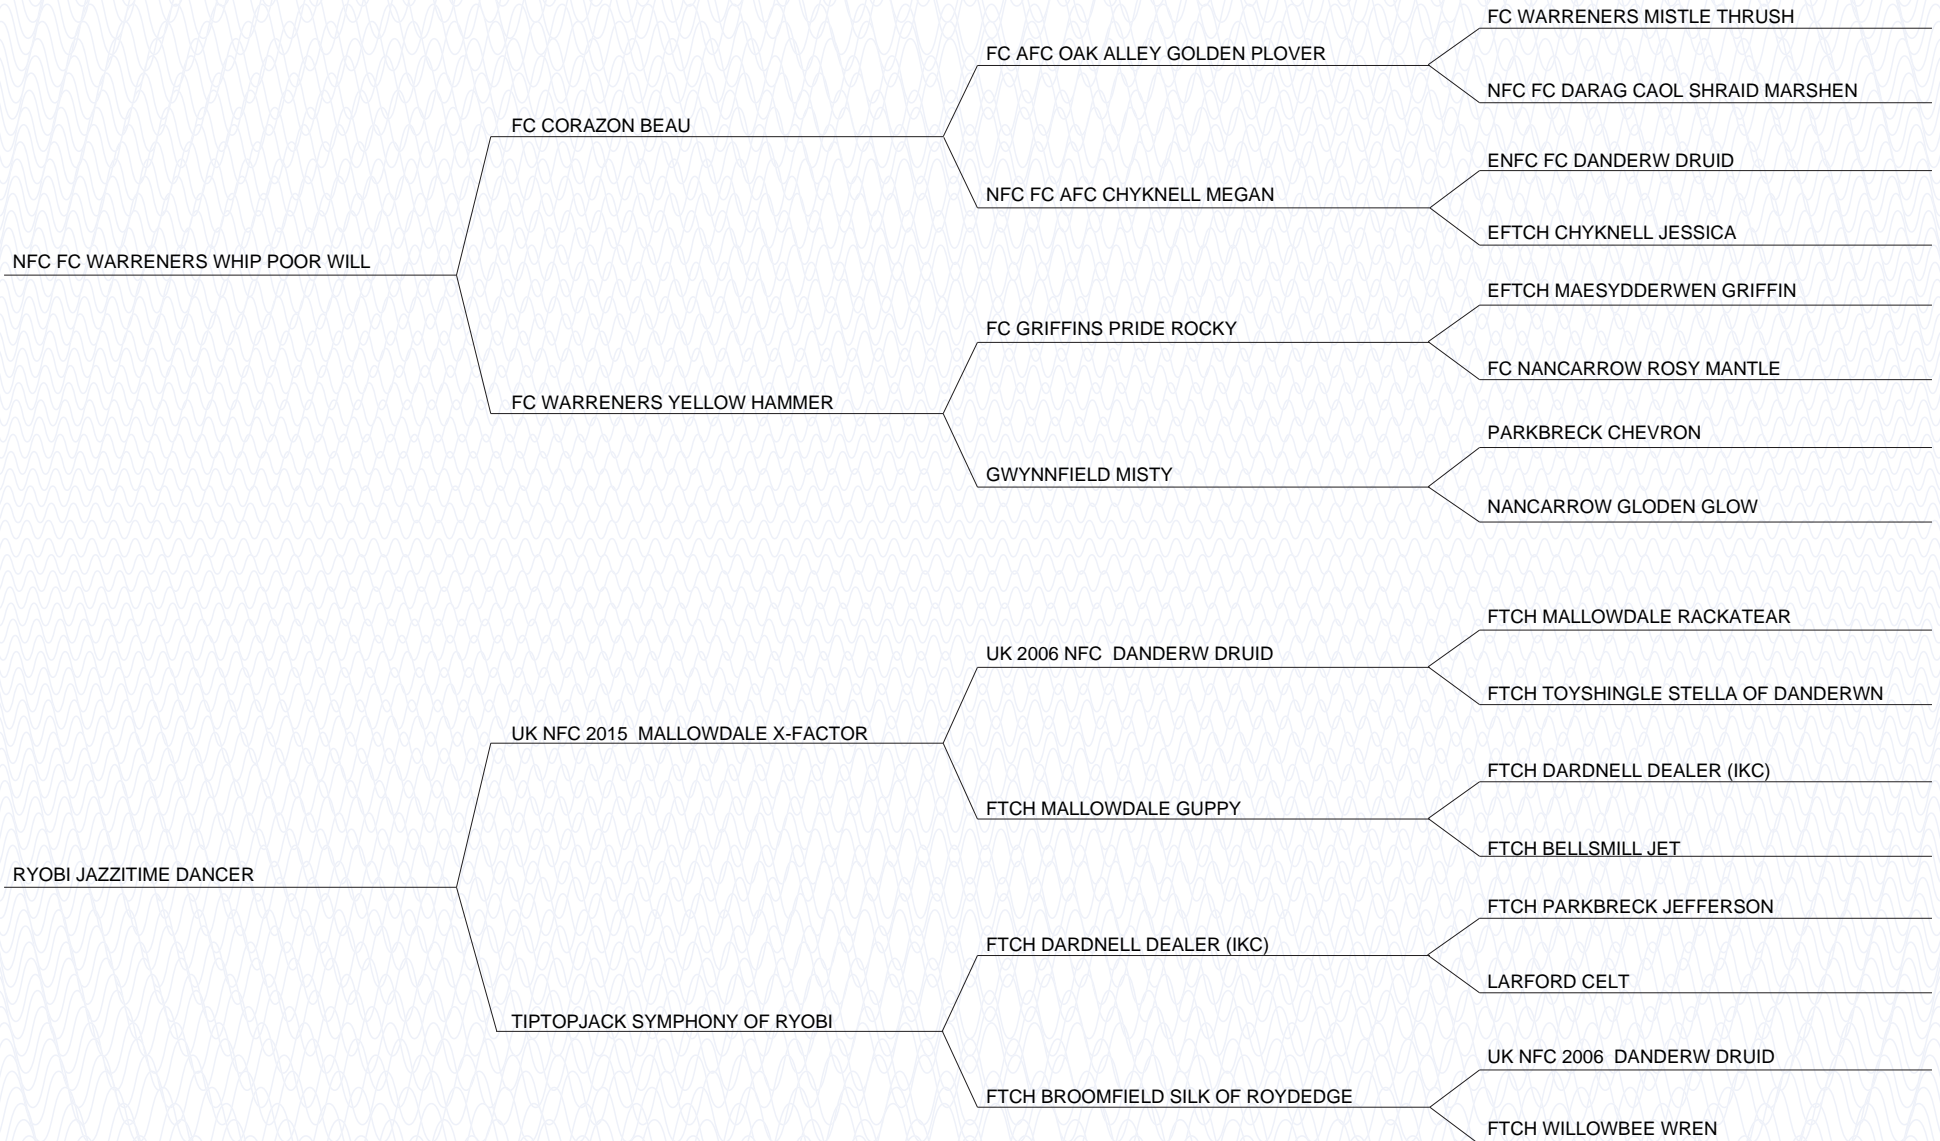 FC WARRENERS MISTLE THRUSH
FC AFC OAK ALLEY GOLDEN PLOVER
NFC FC DARAG CAOL SHRAID MARSHEN
FC CORAZON BEAU
ENFC FC DANDERW DRUID
NFC FC AFC CHYKNELL MEGAN
EFTCH CHYKNELL JESSICA
NFC FC WARRENERS WHIP POOR WILL
EFTCH MAESYDDERWEN GRIFFIN
FC GRIFFINS PRIDE ROCKY
FC NANCARROW ROSY MANTLE
FC WARRENERS YELLOW HAMMER
PARKBRECK CHEVRON
GWYNNFIELD MISTY
NANCARROW GLODEN GLOW
FTCH MALLOWDALE RACKATEAR
UK 2006 NFC  DANDERW DRUID
FTCH TOYSHINGLE STELLA OF DANDERWN
UK NFC 2015  MALLOWDALE X-FACTOR
FTCH DARDNELL DEALER (IKC)
FTCH MALLOWDALE GUPPY
FTCH BELLSMILL JET
RYOBI JAZZITIME DANCER
FTCH PARKBRECK JEFFERSON
FTCH DARDNELL DEALER (IKC)
LARFORD CELT
TIPTOPJACK SYMPHONY OF RYOBI
UK NFC 2006  DANDERW DRUID
FTCH BROOMFIELD SILK OF ROYDEDGE
FTCH WILLOWBEE WREN